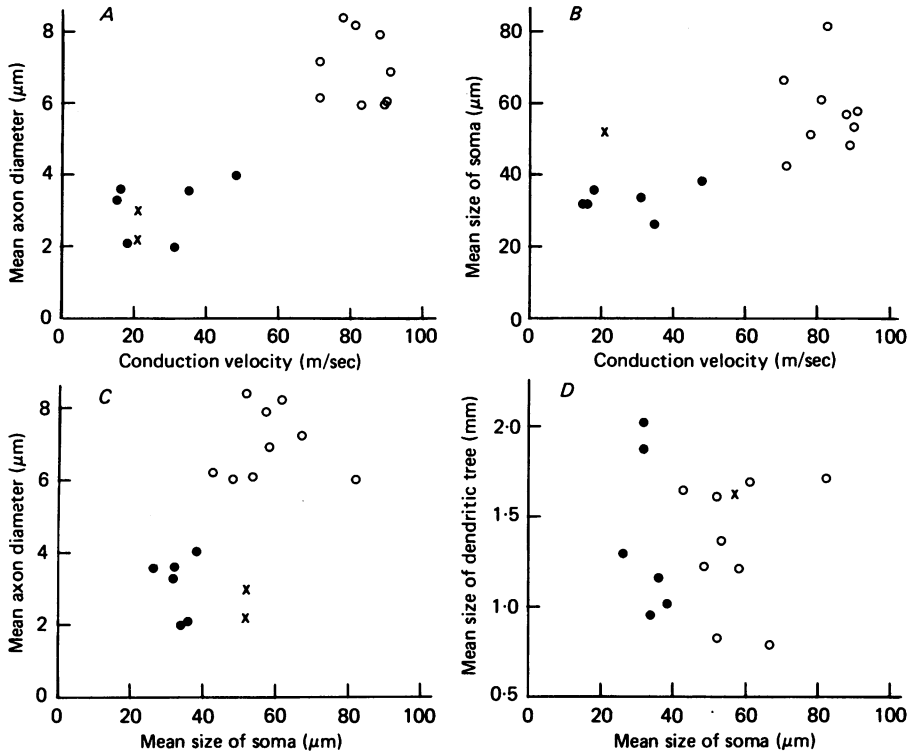 A
Mean axon diameter (μm)
8
6
4
2
0
0 20 40 60 80 100
Conduction velocity (m/sec)
B
Mean size of soma (μm)
80
60
40
20
0
0 20 40 60 80 100
Conduction velocity (m/sec)
C
Mean axon diameter (μm)
8
6
4
2
0
0 20 40 60 80 100
Mean size of soma (μm)
D
Mean size of dendritic tree (mm)
2·0
1·5
1·0
0·5
0 20 40 60 80 100
Mean size of soma (μm)